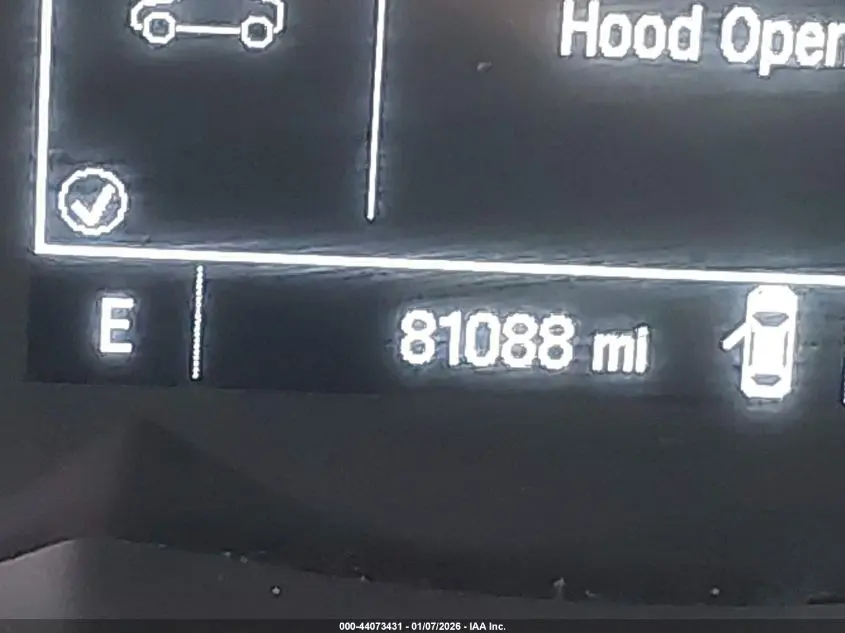 Hood Open
E
81088 mi
000-44073431 - 01/07/2026 - IAA Inc.